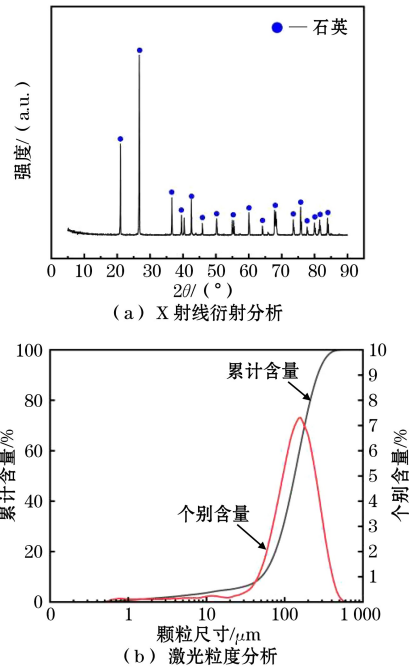 ●—石英
强度/(a.u.)
0 10 20 30 40 50 60 70 80 90
2θ/(°)
(a) X 射线衍射分析
100 10
累计含量
9
80 8
7
60 6
累计含量/%
5
个别含量/%
40 4
个别含量
3
20 2
1
0
0 1 10 100 1 000
颗粒尺寸/μm
(b) 激光粒度分析